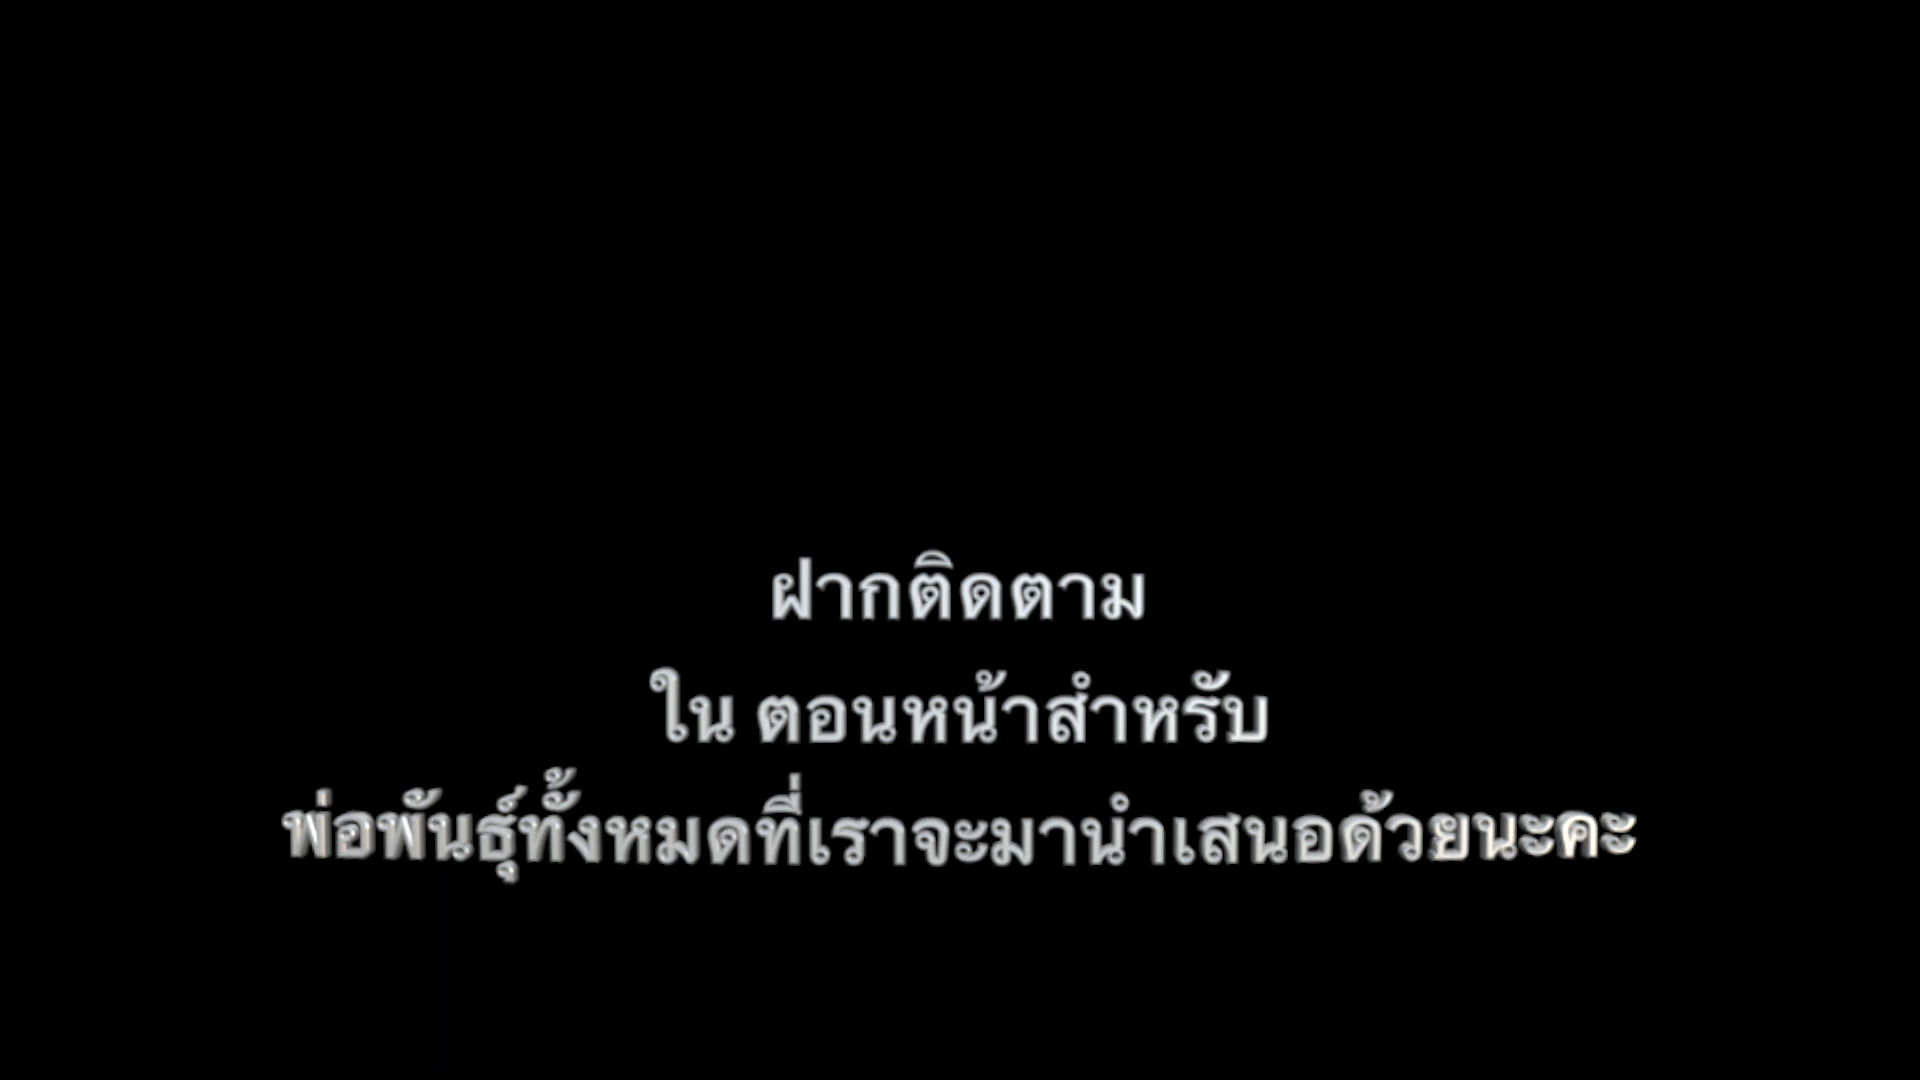 ฝากติดตาม
ใน ตอนหน้าสำหรับ
พ่อพันธุ์ทั้งหมดที่เราจะมานำเสนอด้วยนะคะ